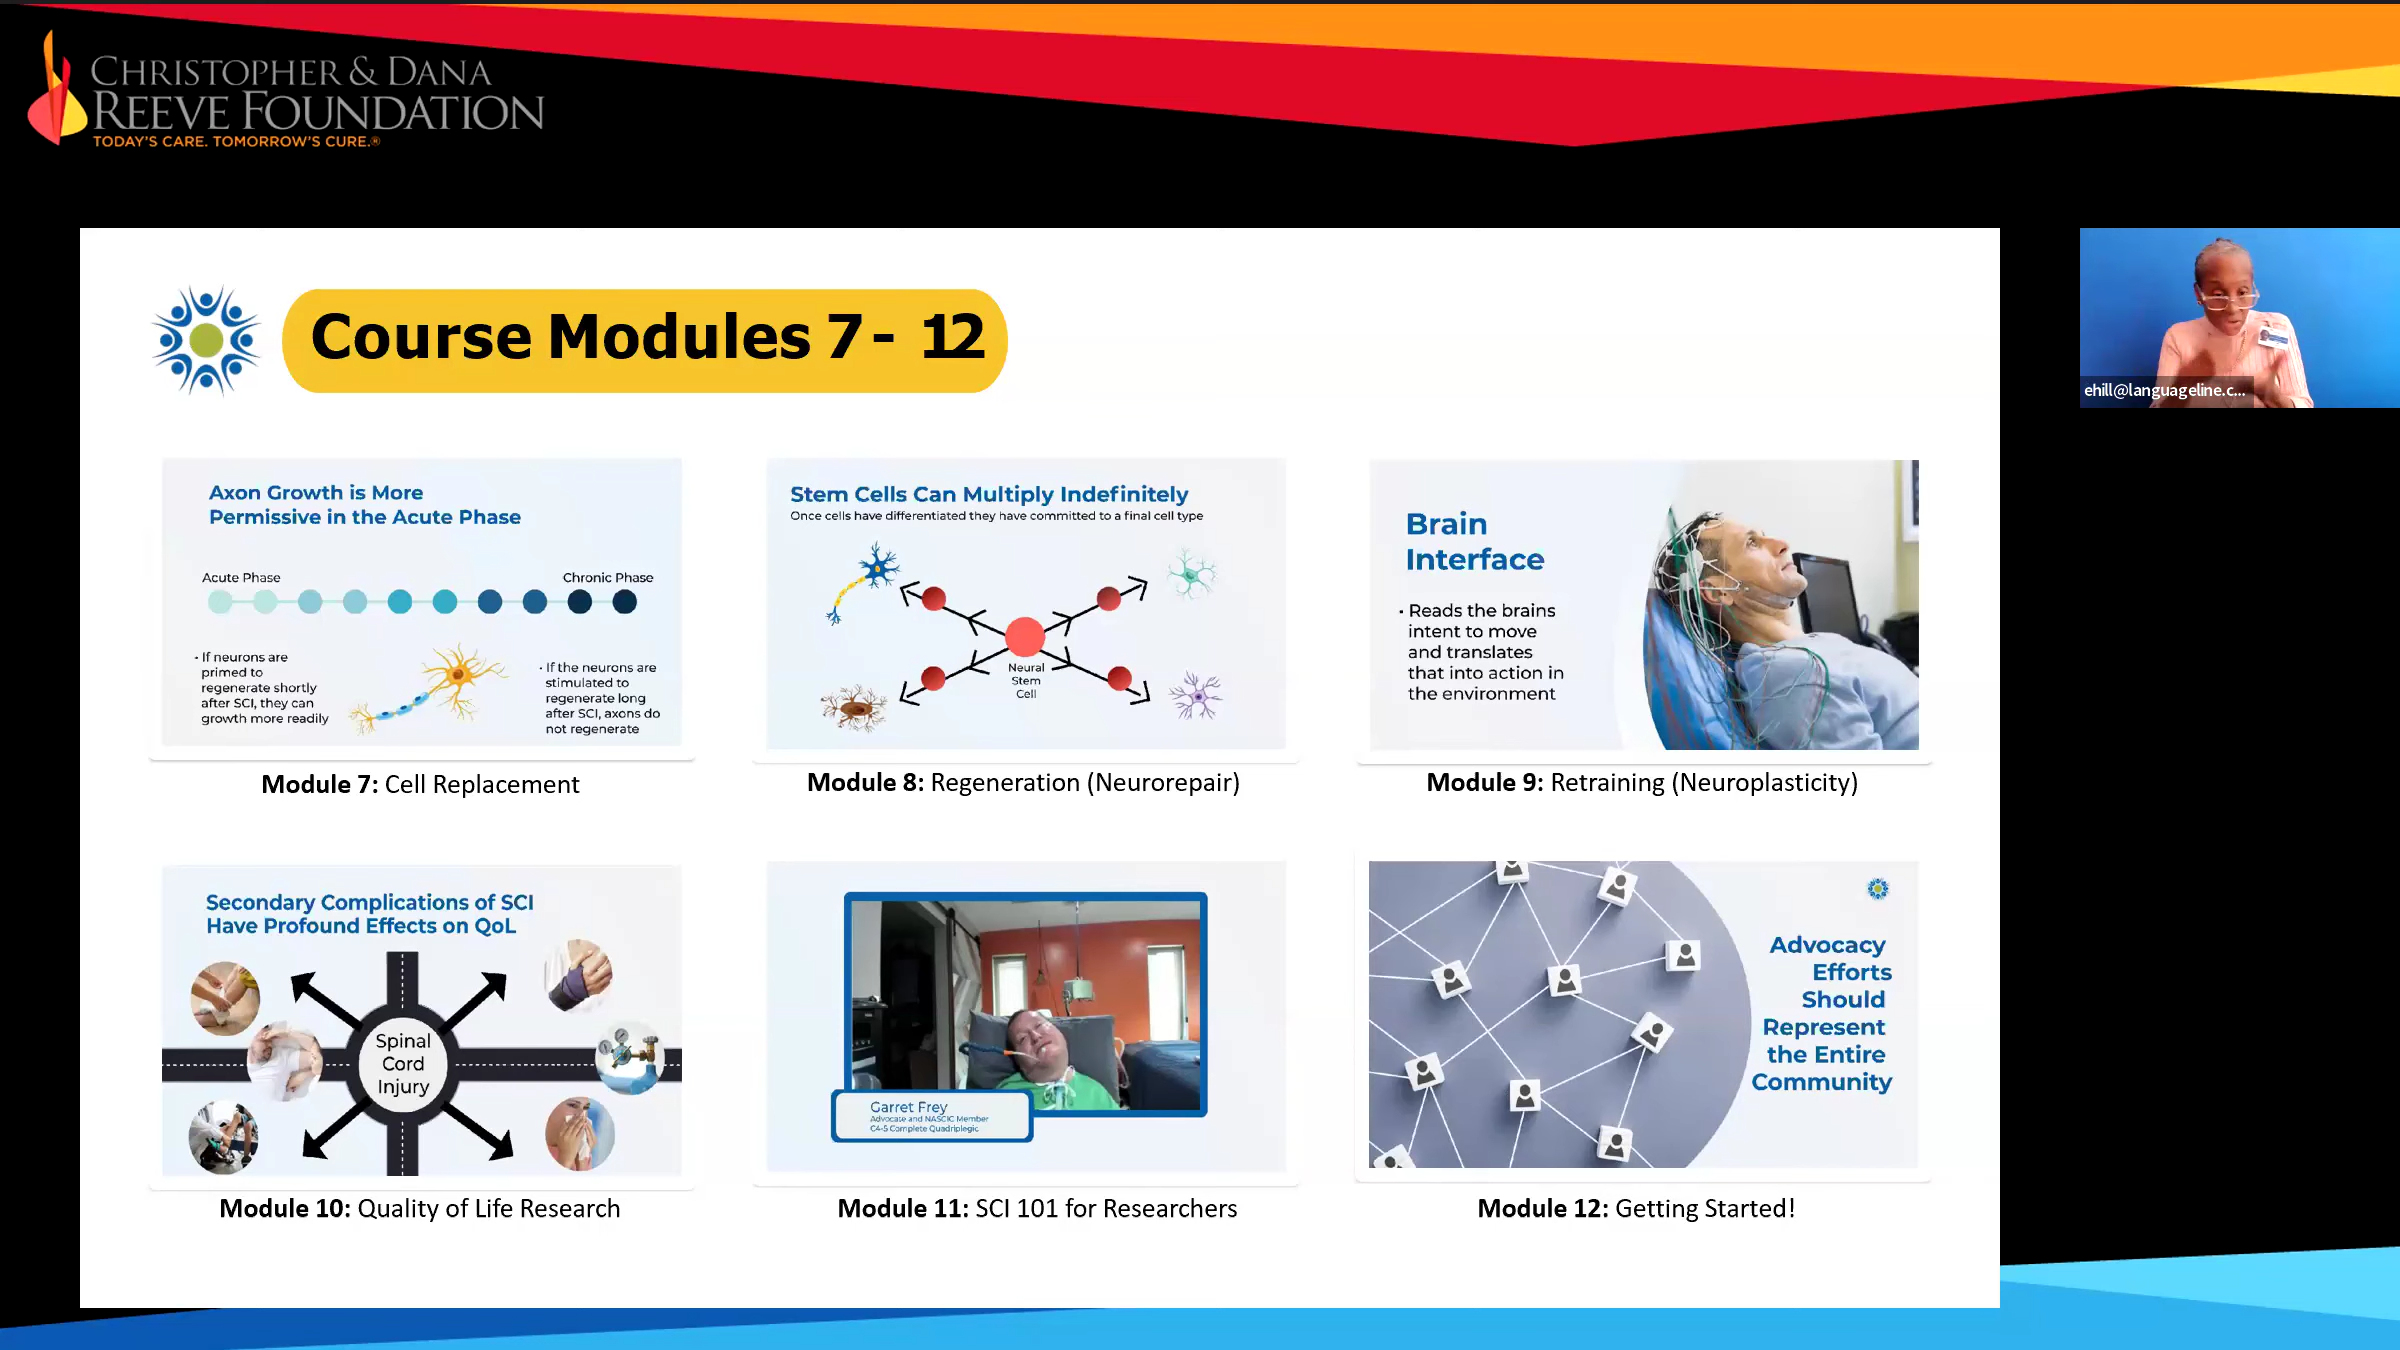 CHRISTOPHER & DANA
REEVE FOUNDATION
TODAY'S CARE. TOMORROW'S CURE.®
Course Modules 7 - 12
ehill@languageline.c...
Axon Growth is More
Permissive in the Acute Phase
Acute Phase
Chronic Phase
· If neurons are
primed to
regenerate shortly
after SCI, they can
growth more readily
· If the neurons are
stimulated to
regenerate long
after SCI, axons do
not regenerate
Module 7: Cell Replacement
Stem Cells Can Multiply Indefinitely
Once cells have differentiated they have committed to a final cell type
Neural
Stem
Cell
Module 8: Regeneration (Neurorepair)
Brain
Interface
· Reads the brains
intent to move
and translates
that into action in
the environment
Module 9: Retraining (Neuroplasticity)
Secondary Complications of SCI
Have Profound Effects on QoL
Spinal
Cord
Injury
Module 10: Quality of Life Research
Garret Frey
Advocate and NASCIC Member
C4-5 Complete Quadriplegic
Module 11: SCI 101 for Researchers
Advocacy
Efforts
Should
Represent
the Entire
Community
Module 12: Getting Started!